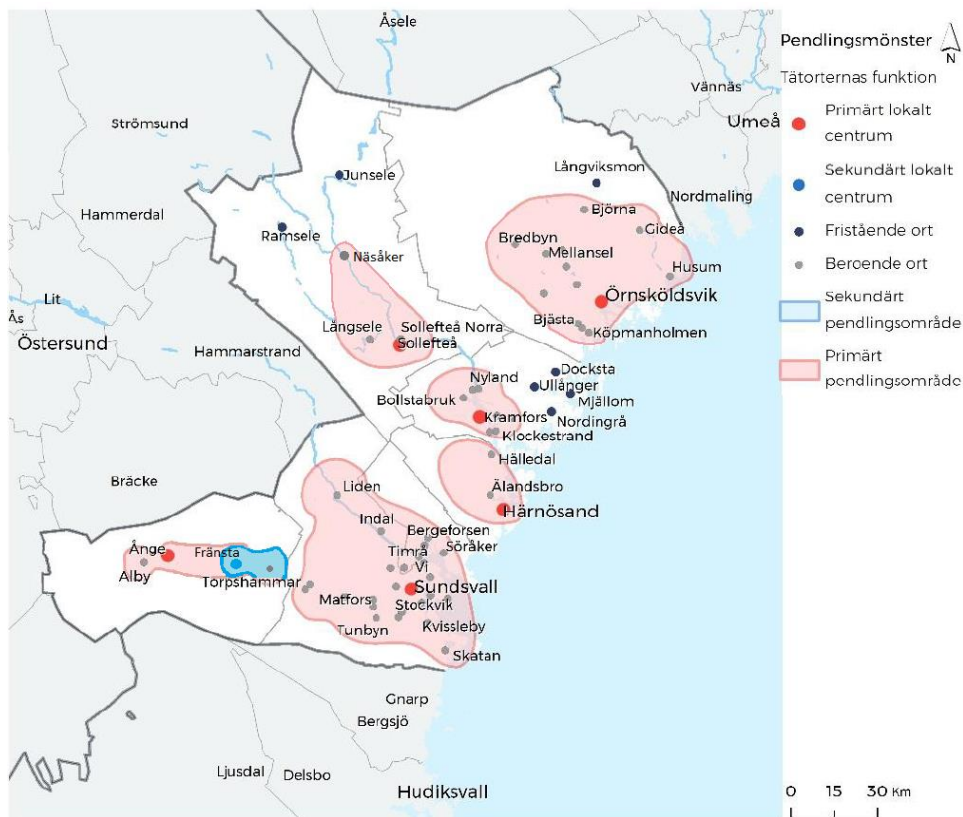 Åsele
Pendlingsmönster
N
Tätorternas funktion
Primärt lokalt
centrum
Sekundärt lokalt
centrum
Fristående ort
Beroende ort
Sekundärt
pendlingsområde
Primärt
pendlingsområde
Vännäs
Umeå
Strömsund
Långviksmon
Junsele
Nordmaling
Hammerdal
Björna
Ramsele
Gideå
Bredbyn
Näsåker
Mellansel
Husum
Lit
Örnsköldsvik
Ås
Långsele
Sollefteå Norra
Bjästa
Köpmanholmen
Östersund
Sollefteå
Hammarstrand
Docksta
Nyland
Ullånger
Bollstabruk
Mjällom
Kramfors
Nordingrå
Klockestrand
Hälledal
Bräcke
Liden
Älandsbro
Härnösand
Indal
Bergeforsen
Ånge
Fränsta
Timrå
Söråker
Vi
Alby
Torpshammar
Sundsvall
Matfors
Stockvik
Tunbyn
Kvissleby
Skatan
Gnarp
Bergsjö
Ljusdal
Delsbo
Hudiksvall
0 15 30 Km